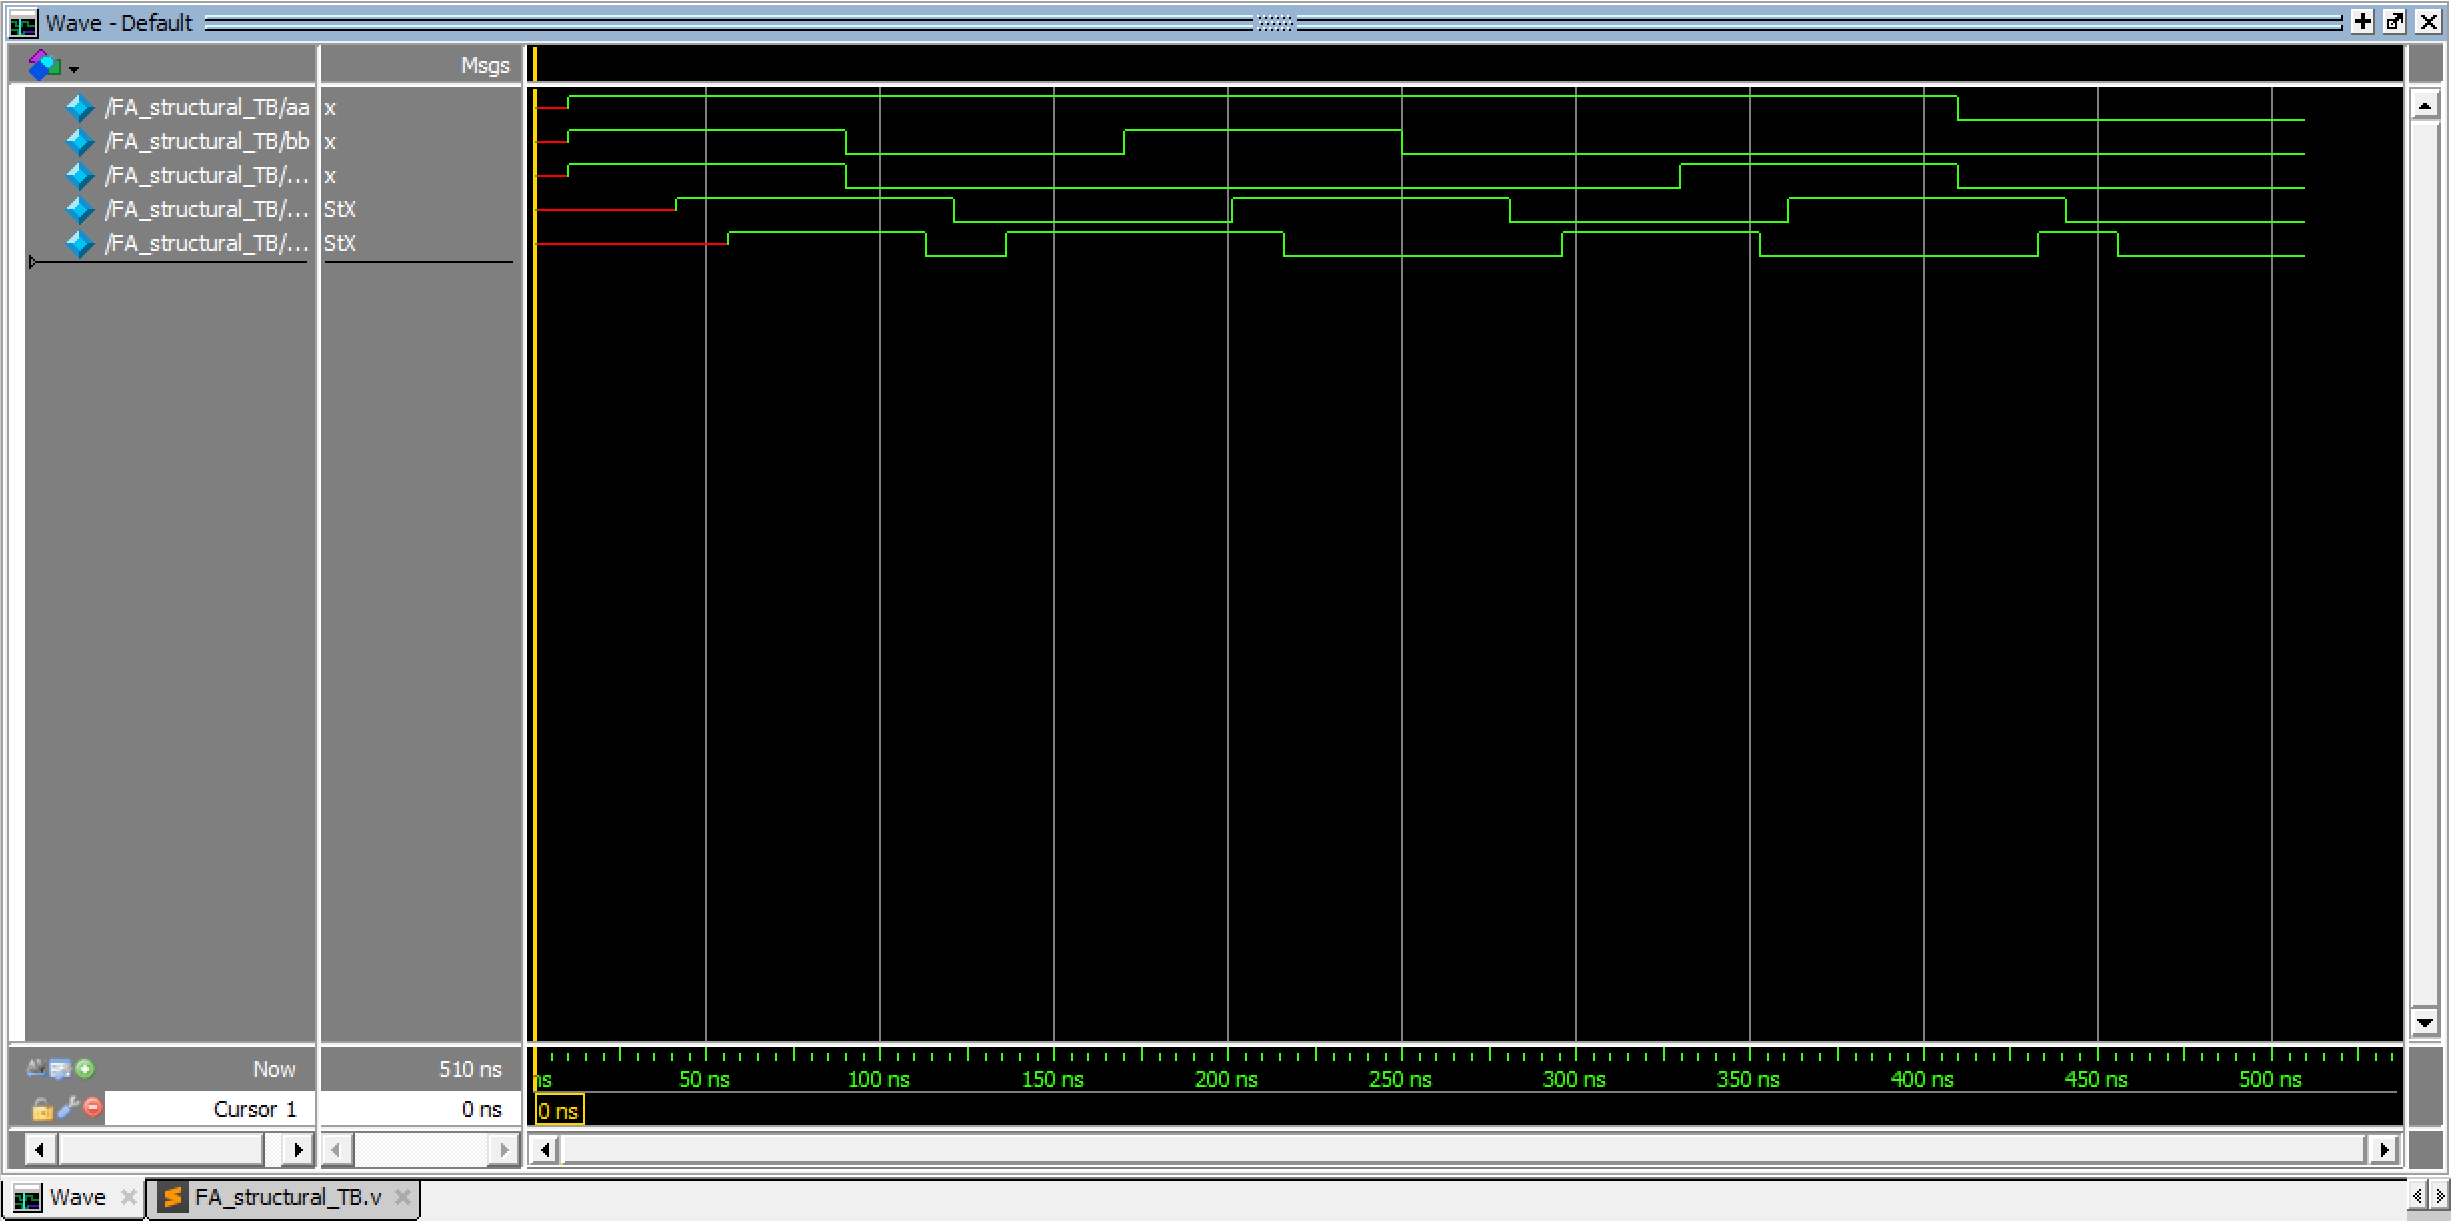 Wave - Default
Msgs
/FA_structural_TB/aa x
/FA_structural_TB/bb x
/FA_structural_TB/... x
/FA_structural_TB/... StX
/FA_structural_TB/... StX
Now 510 ns
ns 50 ns 100 ns 150 ns 200 ns 250 ns 300 ns 350 ns 400 ns 450 ns 500 ns
Cursor 1 0 ns
0 ns
Wave FA_structural_TB.v